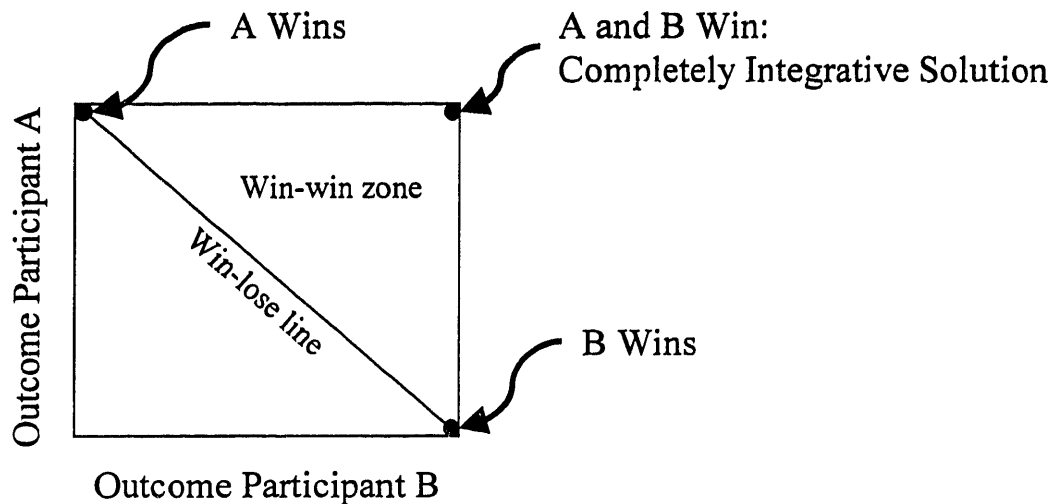 A Wins
A and B Win:
Completely Integrative Solution
Outcome Participant A
Win-win zone
Win-lose line
B Wins
Outcome Participant B